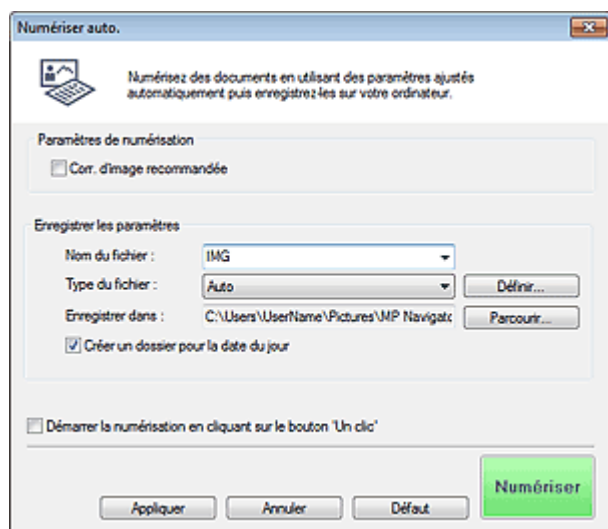 Numériser auto.
Numérisez des documents en utilisant des paramètres ajustés
automatiquement puis enregistrez-les sur votre ordinateur.
Paramètres de numérisation
Corr. d'image recommandée
Enregistrer les paramètres
Nom du fichier : IMG
Type du fichier : Auto Définir...
Enregistrer dans : C:\Users\UserName\Pictures\MP Navigatc Parcourir...
Créer un dossier pour la date du jour
Démarrer la numérisation en cliquant sur le bouton 'Un clic'
Appliquer Annuler Défaut Numériser